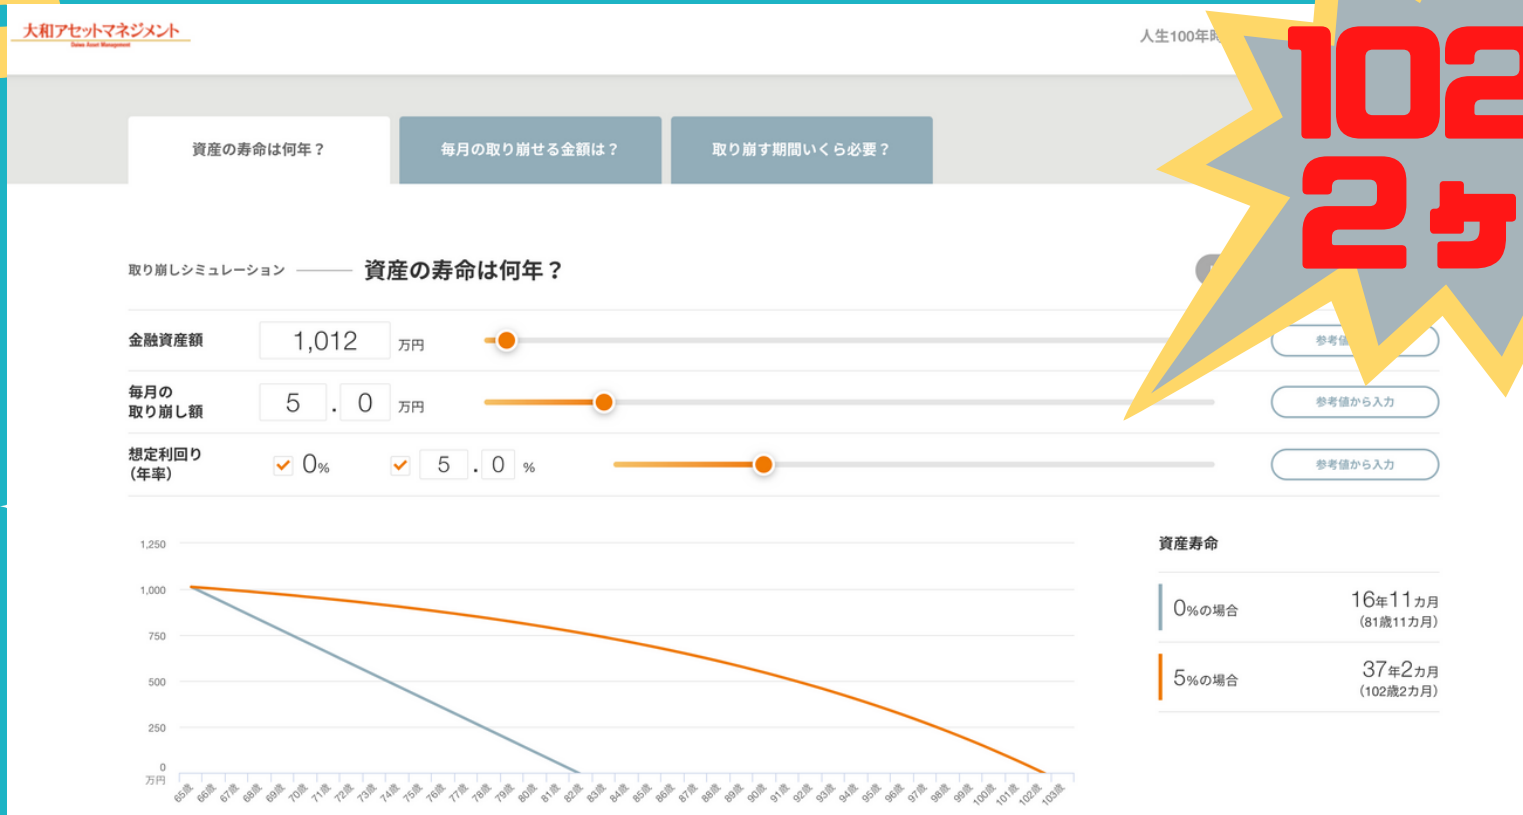 大和アセットマネジメント
Daiwa Asset Management
人生100年時
102
2ヶ
資産の寿命は何年？
毎月の取り崩せる金額は？
取り崩す期間いくら必要？
取り崩しシミュレーション
資産の寿命は何年？
金融資産額 1,012 万円 参考値
毎月の
取り崩し額 5 . 0 万円 参考値から入力
想定利回り
（年率） 0% 5 . 0 % 参考値から入力
1,250
1,000
750
500
250
0
万円
65歳 66歳 67歳 68歳 69歳 70歳 71歳 72歳 73歳 74歳 75歳 76歳 77歳 78歳 79歳 80歳 81歳 82歳 83歳 84歳 85歳 86歳 87歳 88歳 89歳 90歳 91歳 92歳 93歳 94歳 95歳 96歳 97歳 98歳 99歳 100歳 101歳 102歳 103歳
資産寿命
0%の場合 16年11カ月
（81歳11カ月）
5%の場合 37年2カ月
（102歳2カ月）